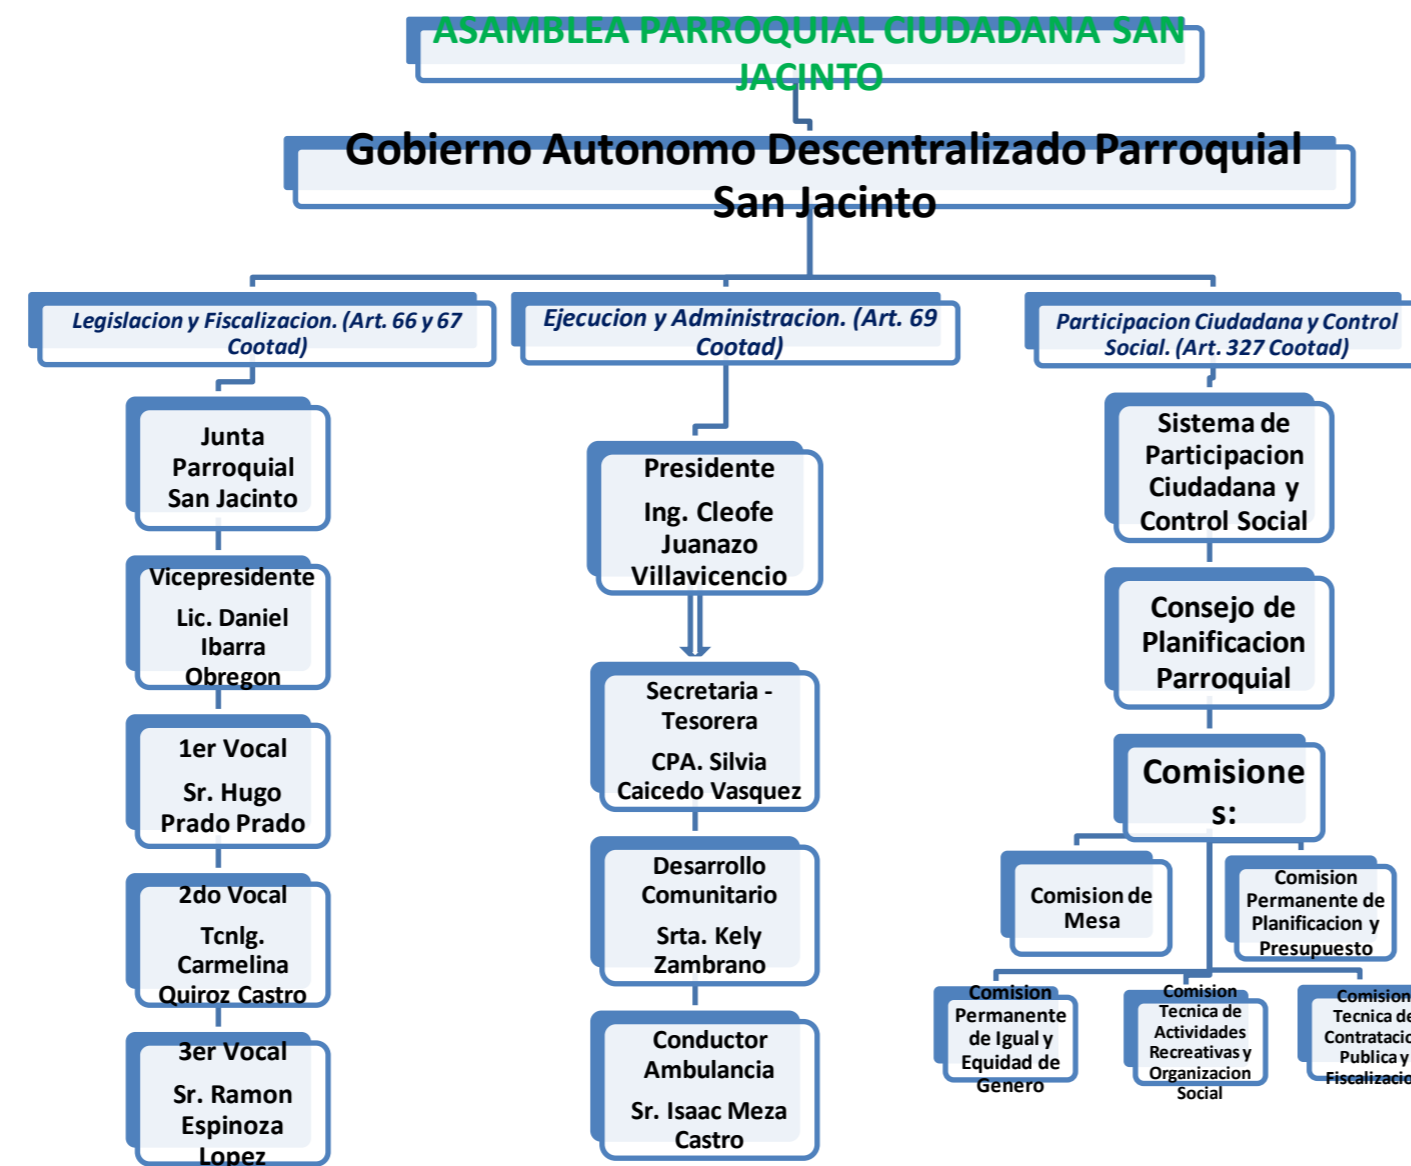 ASAMBLEA PARROQUIAL CIUDADANA SAN
JACINTO
Gobierno Autonomo Descentralizado Parroquial
San Jacinto
Legislacion y Fiscalizacion. (Art. 66 y 67
Cootad)
Junta
Parroquial
San Jacinto
Vicepresidente
Lic. Daniel
Ibarra
Obregon
1er Vocal
Sr. Hugo
Prado Prado
2do Vocal
Tcnlg.
Carmelina
Quiroz Castro
3er Vocal
Sr. Ramon
Espinoza
Lopez
Ejecucion y Administracion. (Art. 69
Cootad)
Presidente
Ing. Cleofe
Juanazo
Villavicencio
Secretaria -
Tesorera
CPA. Silvia
Caicedo Vasquez
Desarrollo
Comunitario
Srta. Kely
Zambrano
Conductor
Ambulancia
Sr. Isaac Meza
Castro
Participacion Ciudadana y Control
Social. (Art. 327 Cootad)
Sistema de
Participacion
Ciudadana y
Control Social
Consejo de
Planificacion
Parroquial
Comisione
s:
Comision de
Mesa
Comision
Permanente de
Planificacion y
Presupuesto
Comision
Permanente
de Igual y
Equidad de
Genero
Comision
Tecnica de
Actividades
Recreativas y
Organizacion
Social
Comision
Tecnica de
Contratacio
Publica y
Fiscalizacio